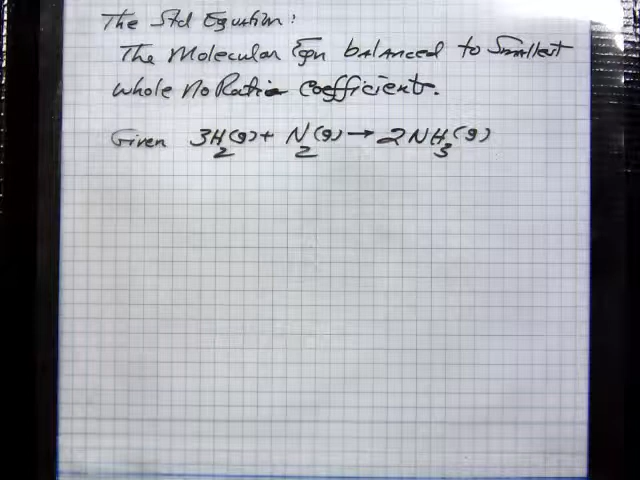 The Std Equation:
The Molecular Eqn balanced to Smallest
whole No Ratio coefficients.
Given 3H₂(g) + N₂(g) → 2NH₃(g)